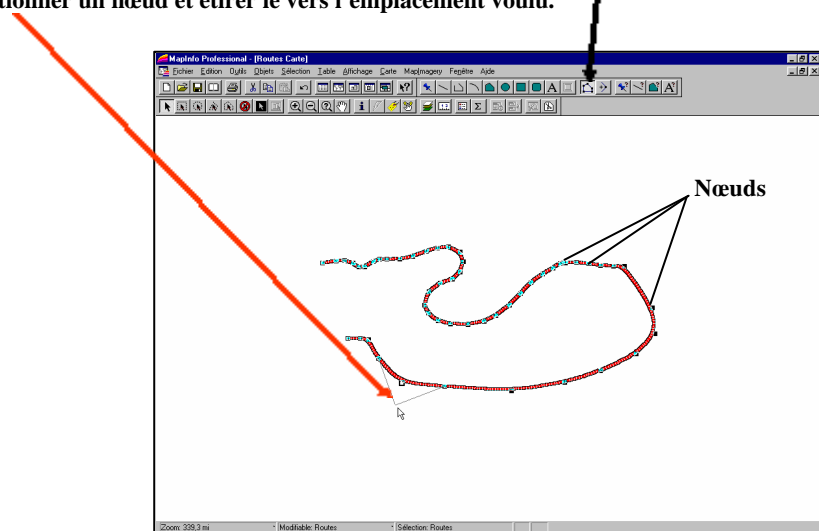 tionner un nœud et étirer le vers l'emplacement voulu.
MapInfo Professional - [Routes Carte]
Fichier Edition Outils Objets Sélection Table Affichage Carte MapImagery Fenêtre Aide
Nœuds
Zoom: 339,3 mi Modifiable: Routes Sélection: Routes